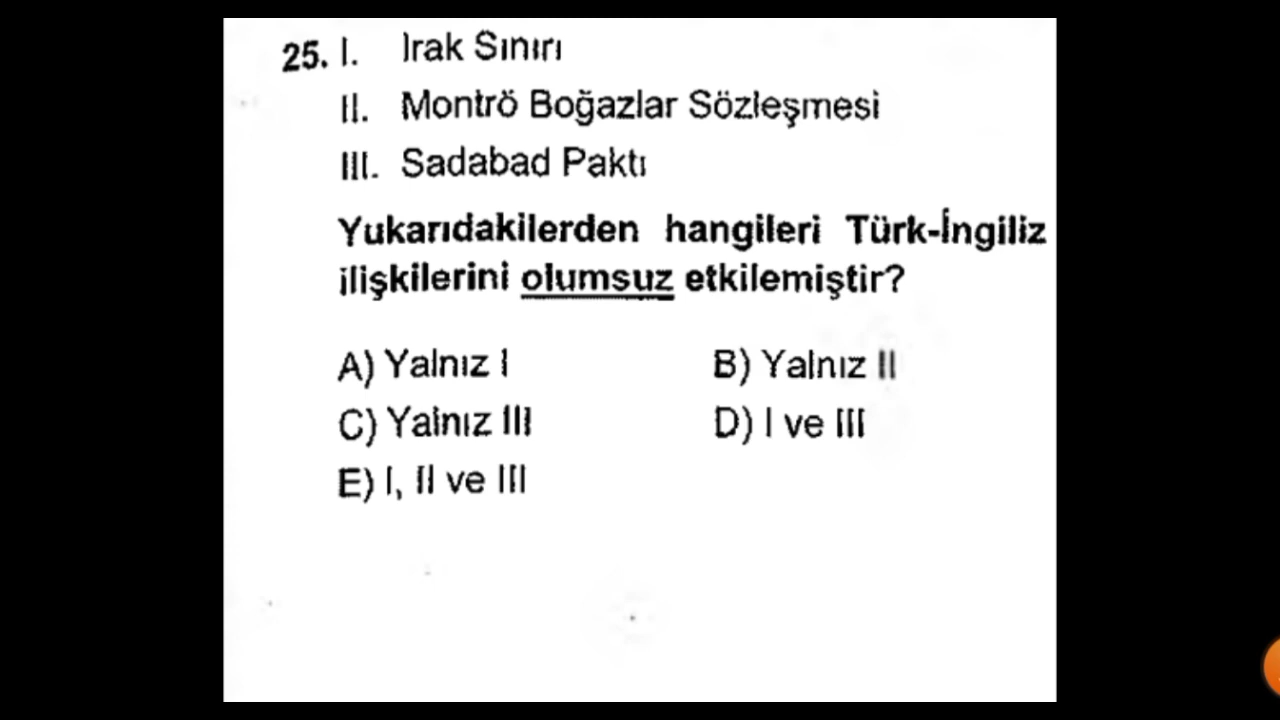 25. I. Irak Sınırı
II. Montrö Boğazlar Sözleşmesi
III. Sadabad Paktı
Yukarıdakilerden hangileri Türk-İngiliz
ilişkilerini olumsuz etkilemiştir?
A) Yalnız I B) Yalnız II
C) Yalnız III D) I ve III
E) I, II ve III